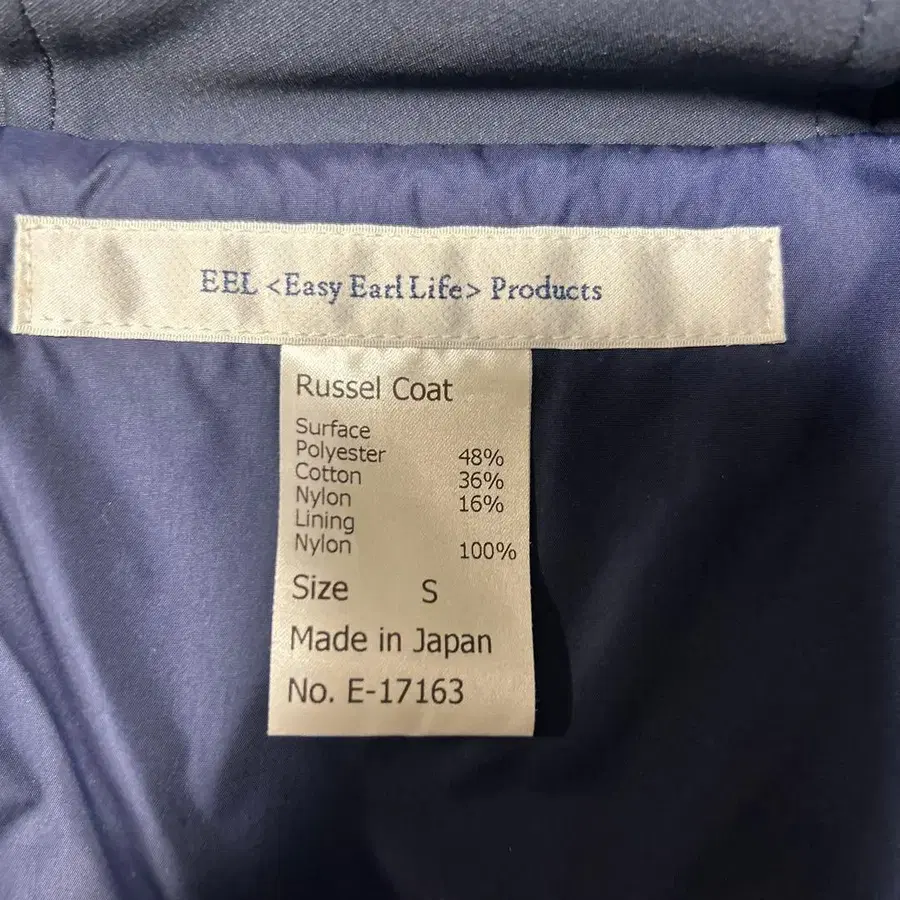 EEL <Easy Earl Life> Products
Russel Coat
Surface
Polyester 48%
Cotton 36%
Nylon 16%
Lining
Nylon 100%
Size S
Made in Japan
No. E-17163